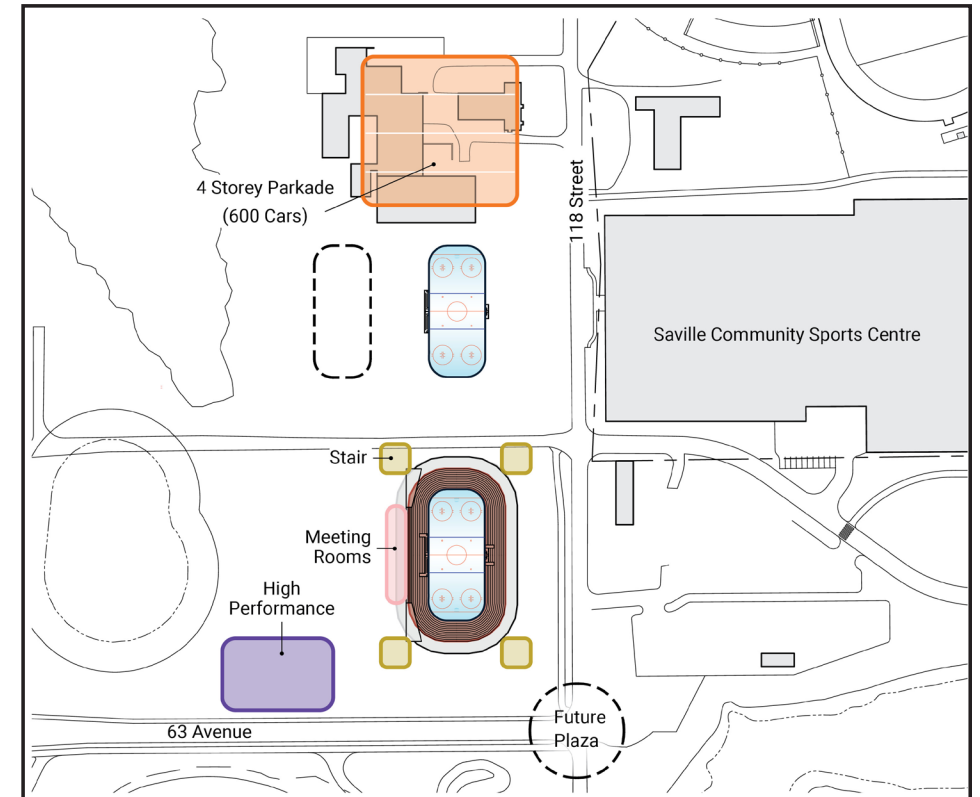 4 Storey Parkade
(600 Cars)
118 Street
Saville Community Sports Centre
Stair
Meeting
Rooms
High
Performance
63 Avenue
Future
Plaza